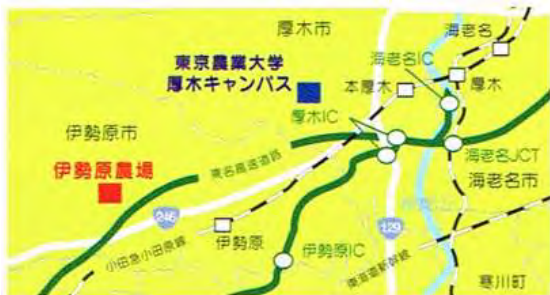 厚木市
海老名
海老名IC
東京農業大学
厚木キャンパス
本厚木
厚木
厚木IC
伊勢原市
海老名JCT
東名高速道路
伊勢原農場
海老名市
246
129
伊勢原
小田急小田原線
伊勢原IC
東海道新幹線
寒川町